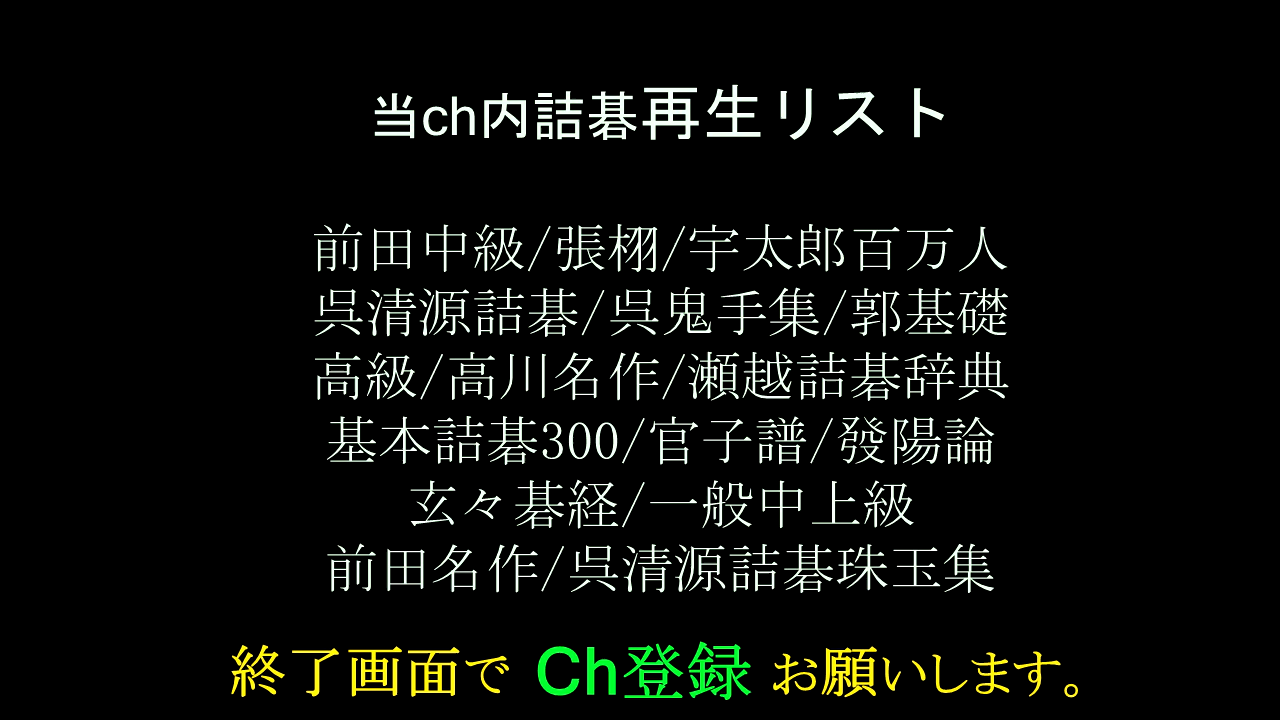 当ch内詰碁再生リスト
前田中級/張栩/宇太郎百万人
呉清源詰碁/呉鬼手集/郭基礎
高級/高川名作/瀬越詰碁辞典
基本詰碁300/官子譜/發陽論
玄々碁経/一般中上級
前田名作/呉清源詰碁珠玉集
終了画面で Ch登録 お願いします。